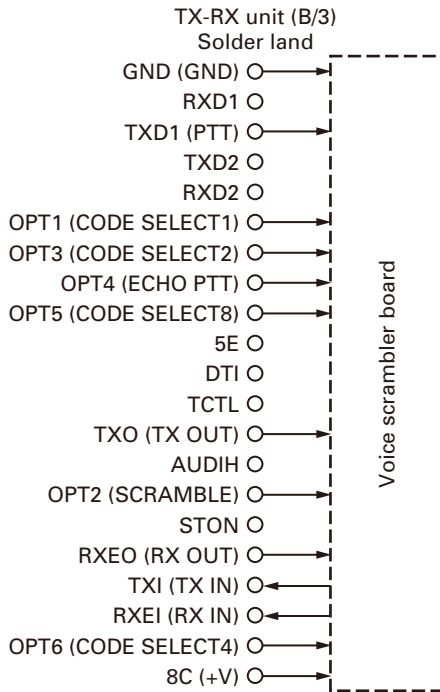 TX-RX unit (B/3)
Solder land
GND (GND)
RXD1
TXD1 (PTT)
TXD2
RXD2
OPT1 (CODE SELECT1)
OPT3 (CODE SELECT2)
OPT4 (ECHO PTT)
OPT5 (CODE SELECT8)
5E
DTI
TCTL
TXO (TX OUT)
AUDIH
OPT2 (SCRAMBLE)
STON
RXEO (RX OUT)
TXI (TX IN)
RXEI (RX IN)
OPT6 (CODE SELECT4)
8C (+V)
Voice scrambler board